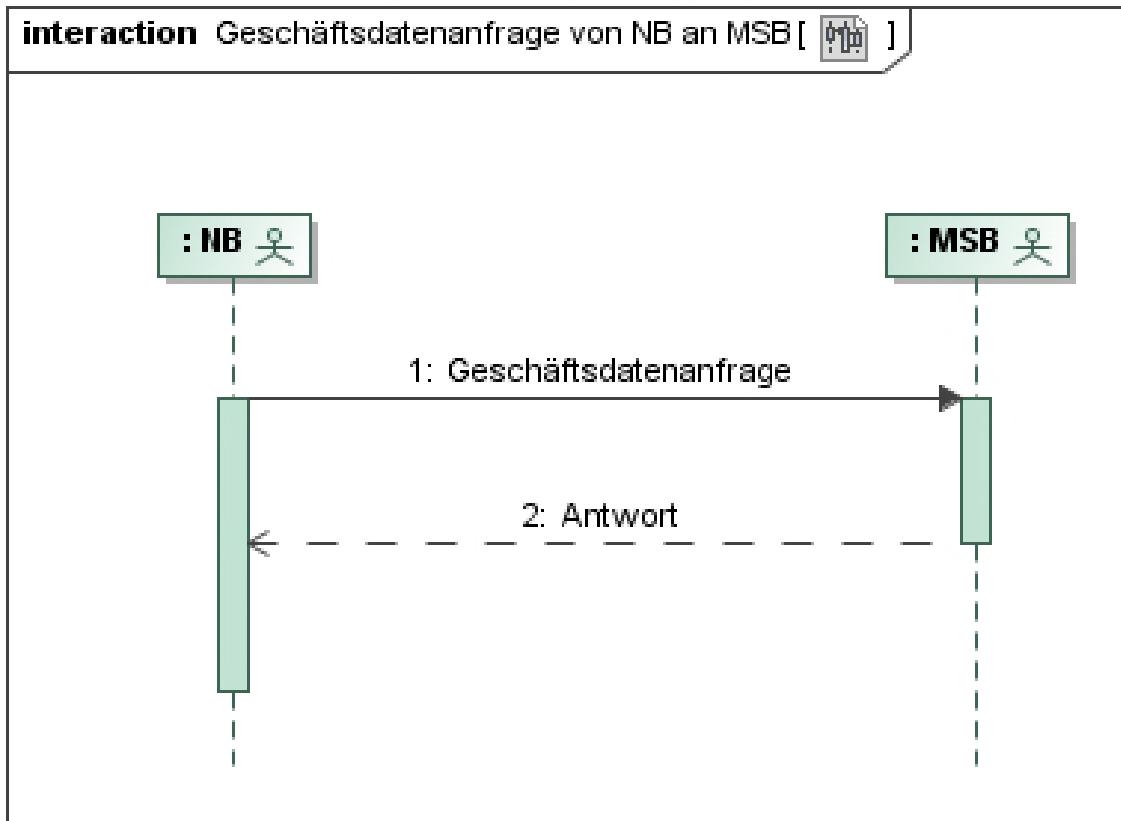 interaction Geschäftsdatenanfrage von NB an MSB [ ]
: NB
: MSB
1: Geschäftsdatenanfrage
2: Antwort